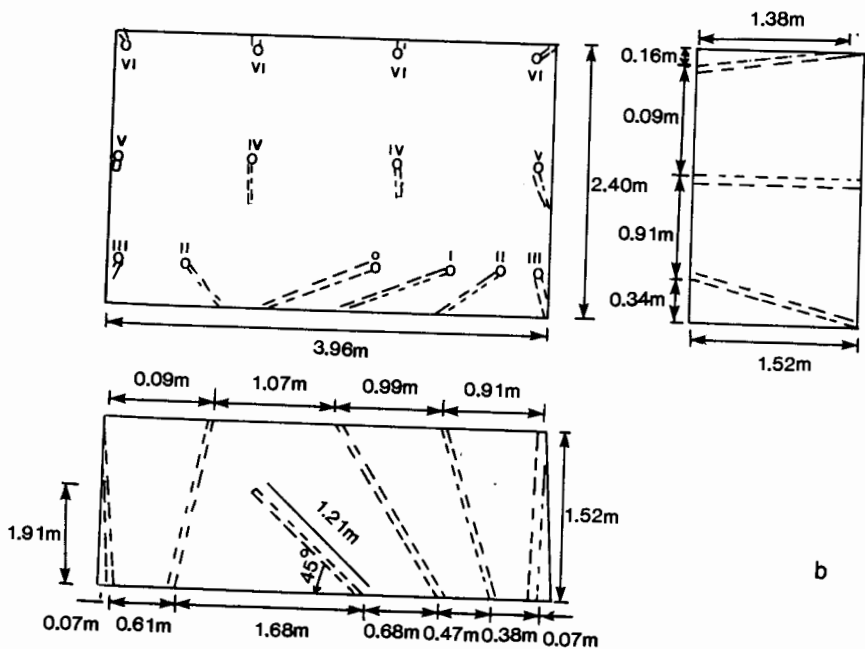 VI
VI
VI
VI
V
IV
IV
V
III
II
0
I
II
III
2.40m
3.96m
1.38m
0.16m
0.09m
0.91m
0.34m
1.52m
0.09m
1.07m
0.99m
0.91m
1.91m
1.21m
45°
1.52m
b
0.07m
0.61m
1.68m
0.68m
0.47m
0.38m
0.07m